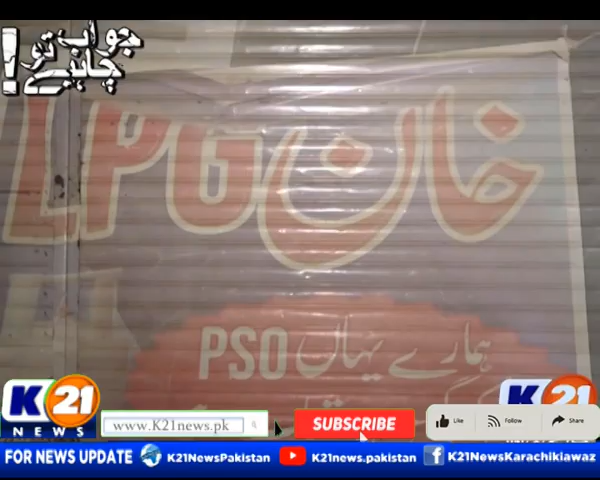 جواب تو
چاہیے!
خان LPG
ہمارے یہاں PSO
K21
NEWS
K21
www.K21news.pk
SUBSCRIBE
Like
Follow
Share
FOR NEWS UPDATE
K21NewsPakistan
K21news.pakistan
K21NewsKarachikiawaz